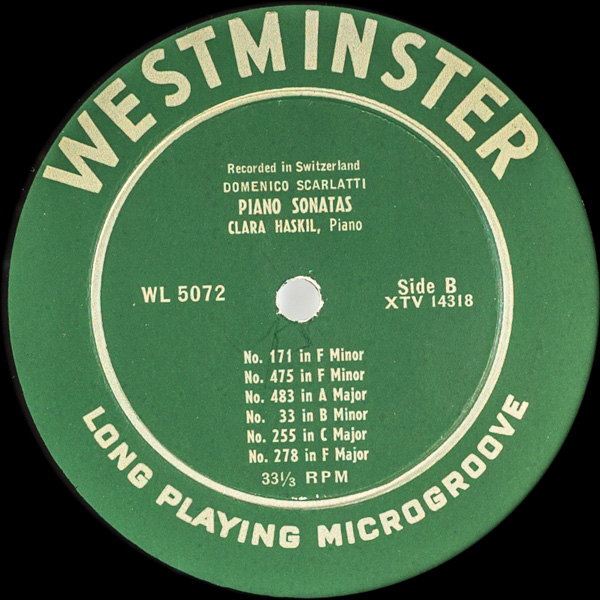 WESTMINSTER
Recorded in Switzerland
DOMENICO SCARLATTI
PIANO SONATAS
CLARA HASKIL, Piano
WL 5072
Side B
XTV 14318
No. 171 in F Minor
No. 475 in F Minor
No. 483 in A Major
No. 33 in B Minor
No. 255 in C Major
No. 278 in F Major
33⅓ RPM
LONG PLAYING MICROGROOVE